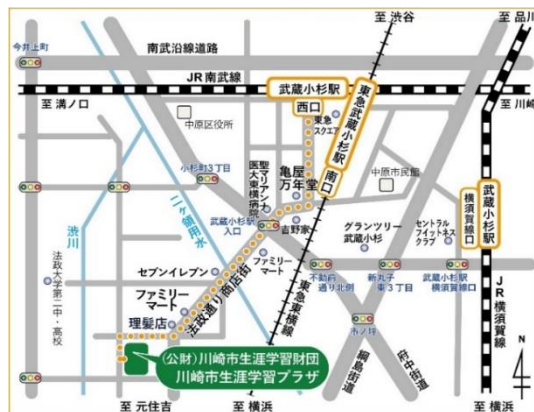 至 渋谷
至 品川
今井上町
南武沿線道路
JR南武線
武蔵小杉駅
西口
至 溝ノ口
至 川崎
東急武蔵小杉駅
南口
東急
スクエア
中原区役所
小杉町3丁目
聖マリアンナ
医大東横病院
亀屋
万年堂
中原市民館
武蔵小杉駅
横須賀線口
二ヶ領用水
渋川
武蔵小杉駅
入口
吉野家
グランツリー
武蔵小杉
セントラル
フィットネス
クラブ
ファミリー
マート
セブンイレブン
法政大学第二中・高校
不動前
通り北側
新丸子
東3丁目
武蔵小杉駅
横須賀線口
ファミリー
マート
法政通り商店街
理髪店
東急東横線
市ノ坪
綱島街道
府中街道
JR横須賀線
(公財)川崎市生涯学習財団
川崎市生涯学習プラザ
N
至 元住吉
至 横浜
至 横浜